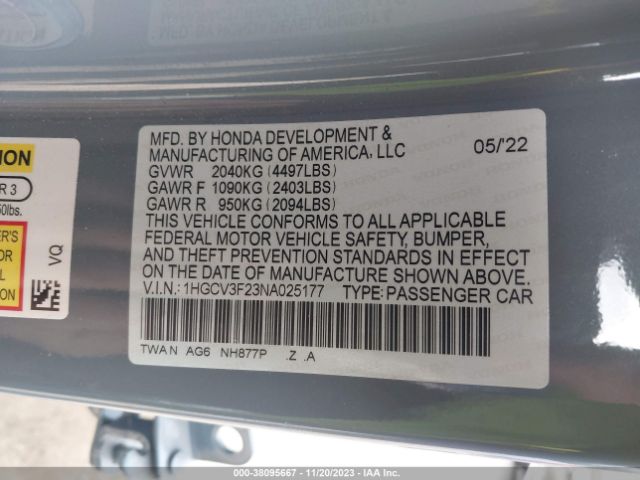 MFD. BY HONDA DEVELOPMENT &
MANUFACTURING OF AMERICA, LLC 05/'22
GVWR 2040KG (4497LBS)
GAWR F 1090KG (2403LBS)
GAWR R 950KG (2094LBS)
THIS VEHICLE CONFORMS TO ALL APPLICABLE
FEDERAL MOTOR VEHICLE SAFETY, BUMPER,
AND THEFT PREVENTION STANDARDS IN EFFECT
ON THE DATE OF MANUFACTURE SHOWN ABOVE.
V.I.N.: 1HGCV3F23NA025177 TYPE: PASSENGER CAR
TWA N AG6 NH877P .Z .A
VQ
R 3
000-38095667 - 11/20/2023 - IAA Inc.